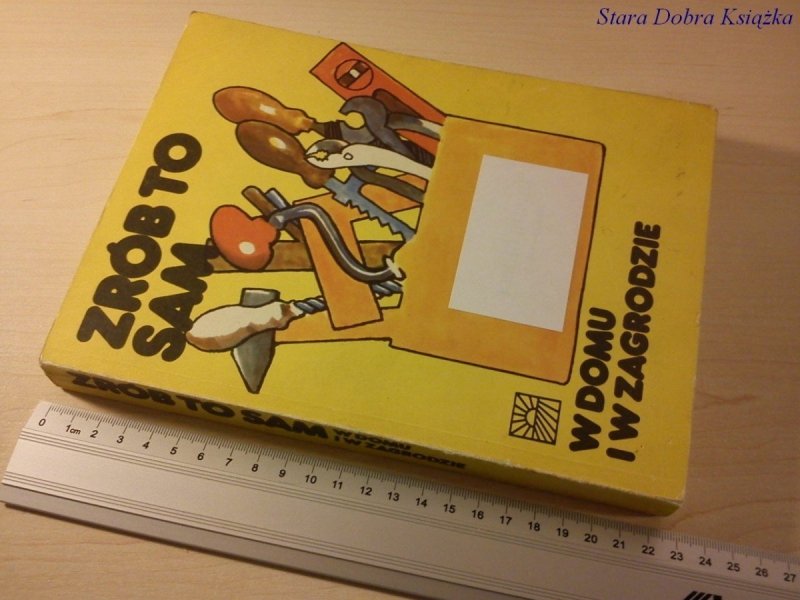 Stara Dobra Książka
ZRÓB TO
SAM
W DOMU
I W ZAGRODZIE
ZRÓB TO SAM
W DOMU
I W ZAGRODZIE
0 1cm 2 3 4 5 6 7 8 9 10 11 12 13 14 15 16 17 18 19 20 21 22 23 24 25 26 27